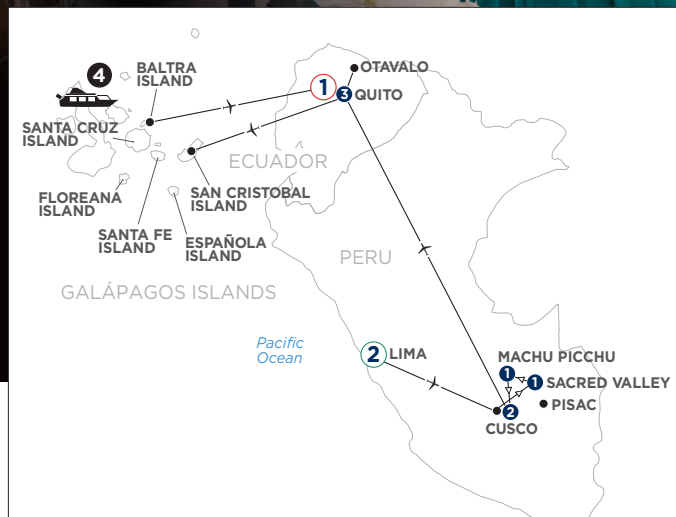 4
BALTRA
ISLAND
OTAVALO
1
3
QUITO
SANTA CRUZ
ISLAND
ECUADOR
FLOREANA
ISLAND
SAN CRISTOBAL
ISLAND
SANTA FE
ISLAND
ESPAÑOLA
ISLAND
PERU
GALÁPAGOS ISLANDS
Pacific
Ocean
2
LIMA
MACHU PICCHU
1
1
SACRED VALLEY
2
PISAC
CUSCO